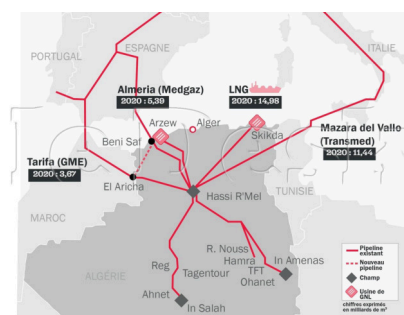 PORTUGAL
ESPAGNE
ITALIE
Almeria (Medgaz)
2020 : 5,39
LNG
2020 : 14,98
Arzew
Alger
Skikda
Beni Saf
Mazara del Vallo
(Transmed)
2020 : 11,44
Tarifa (GME)
2020 : 3,67
El Aricha
Hassi R'Mel
TUNISIE
MAROC
ALGÉRIE
Reg
Tagentour
Ahnet
In Salah
R. Nouss
Hamra
TFT
Ohanet
In Amenas
Pipeline
existant
Nouveau
pipeline
Champ
Usine de
GNL
chiffres exprimés
en milliards de m³